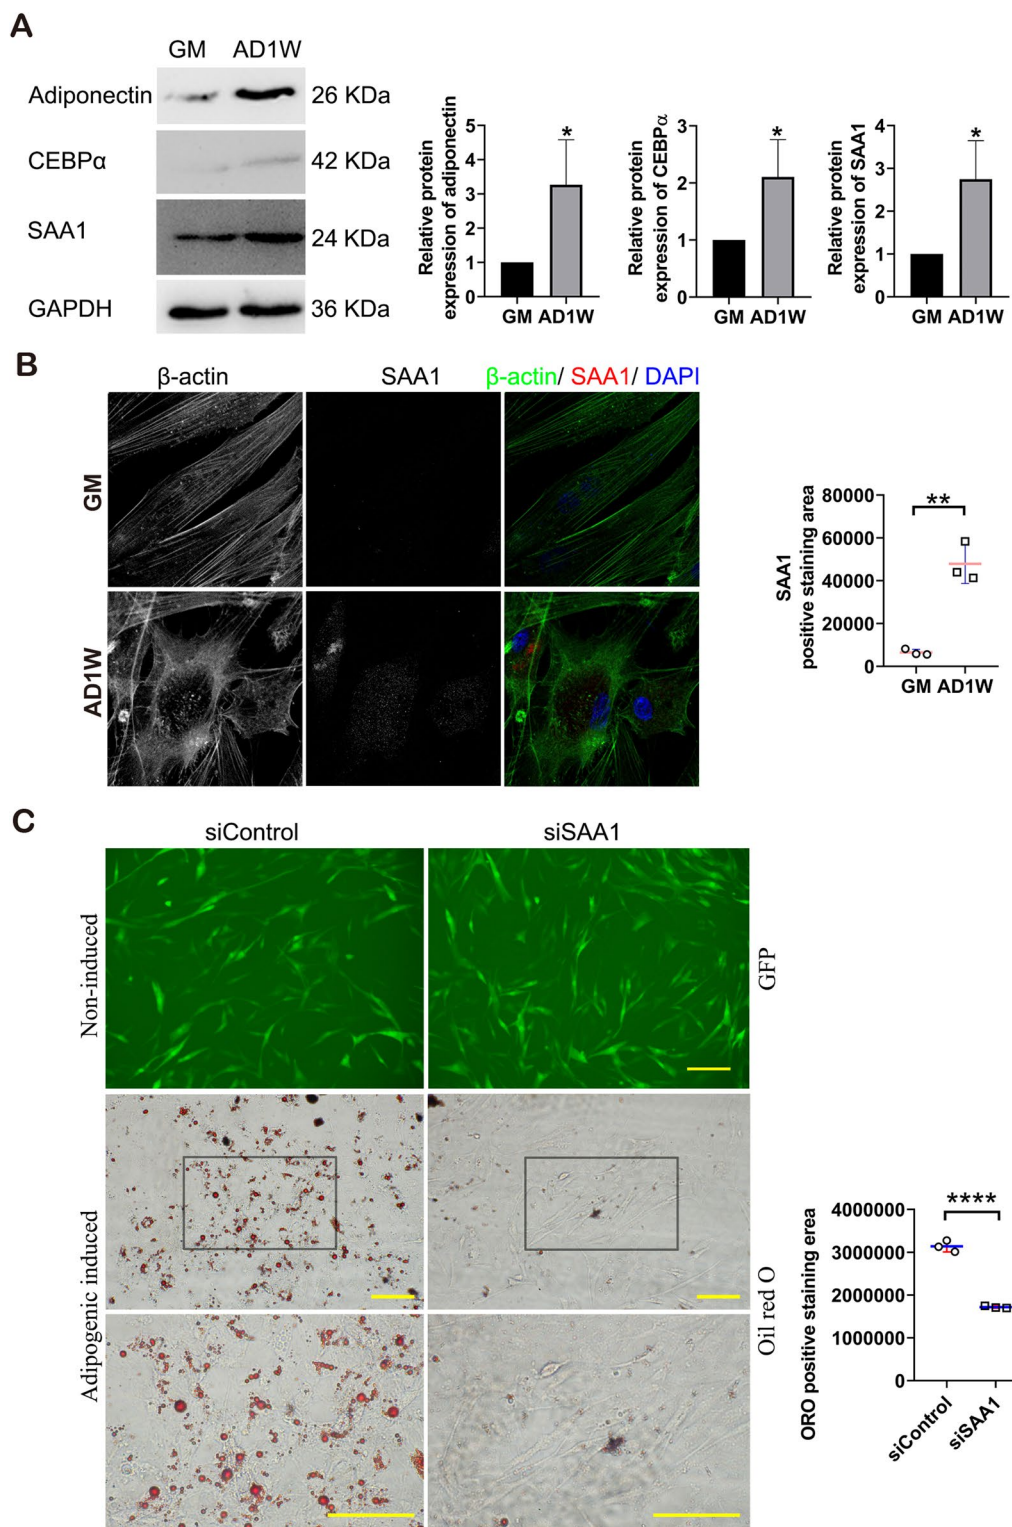 A
GM AD1W
Adiponectin 26 KDa
CEBPα 42 KDa
SAA1 24 KDa
GAPDH 36 KDa
Relative protein
expression of adiponectin
5
4
3
2
1
0
*
GM AD1W
Relative protein
expression of CEBPα
3
2
1
0
*
GM AD1W
Relative protein
expression of SAA1
4
3
2
1
0
*
GM AD1W
B
β-actin SAA1 β-actin/ SAA1/ DAPI
GM
AD1W
SAA1
positive staining area
80000
60000
40000
20000
0
**
GM AD1W
C
siControl siSAA1
Non-induced
GFP
Adipogenic induced
Oil red O
ORO positive staining erea
4000000
3000000
2000000
1000000
0
****
siControl
siSAA1